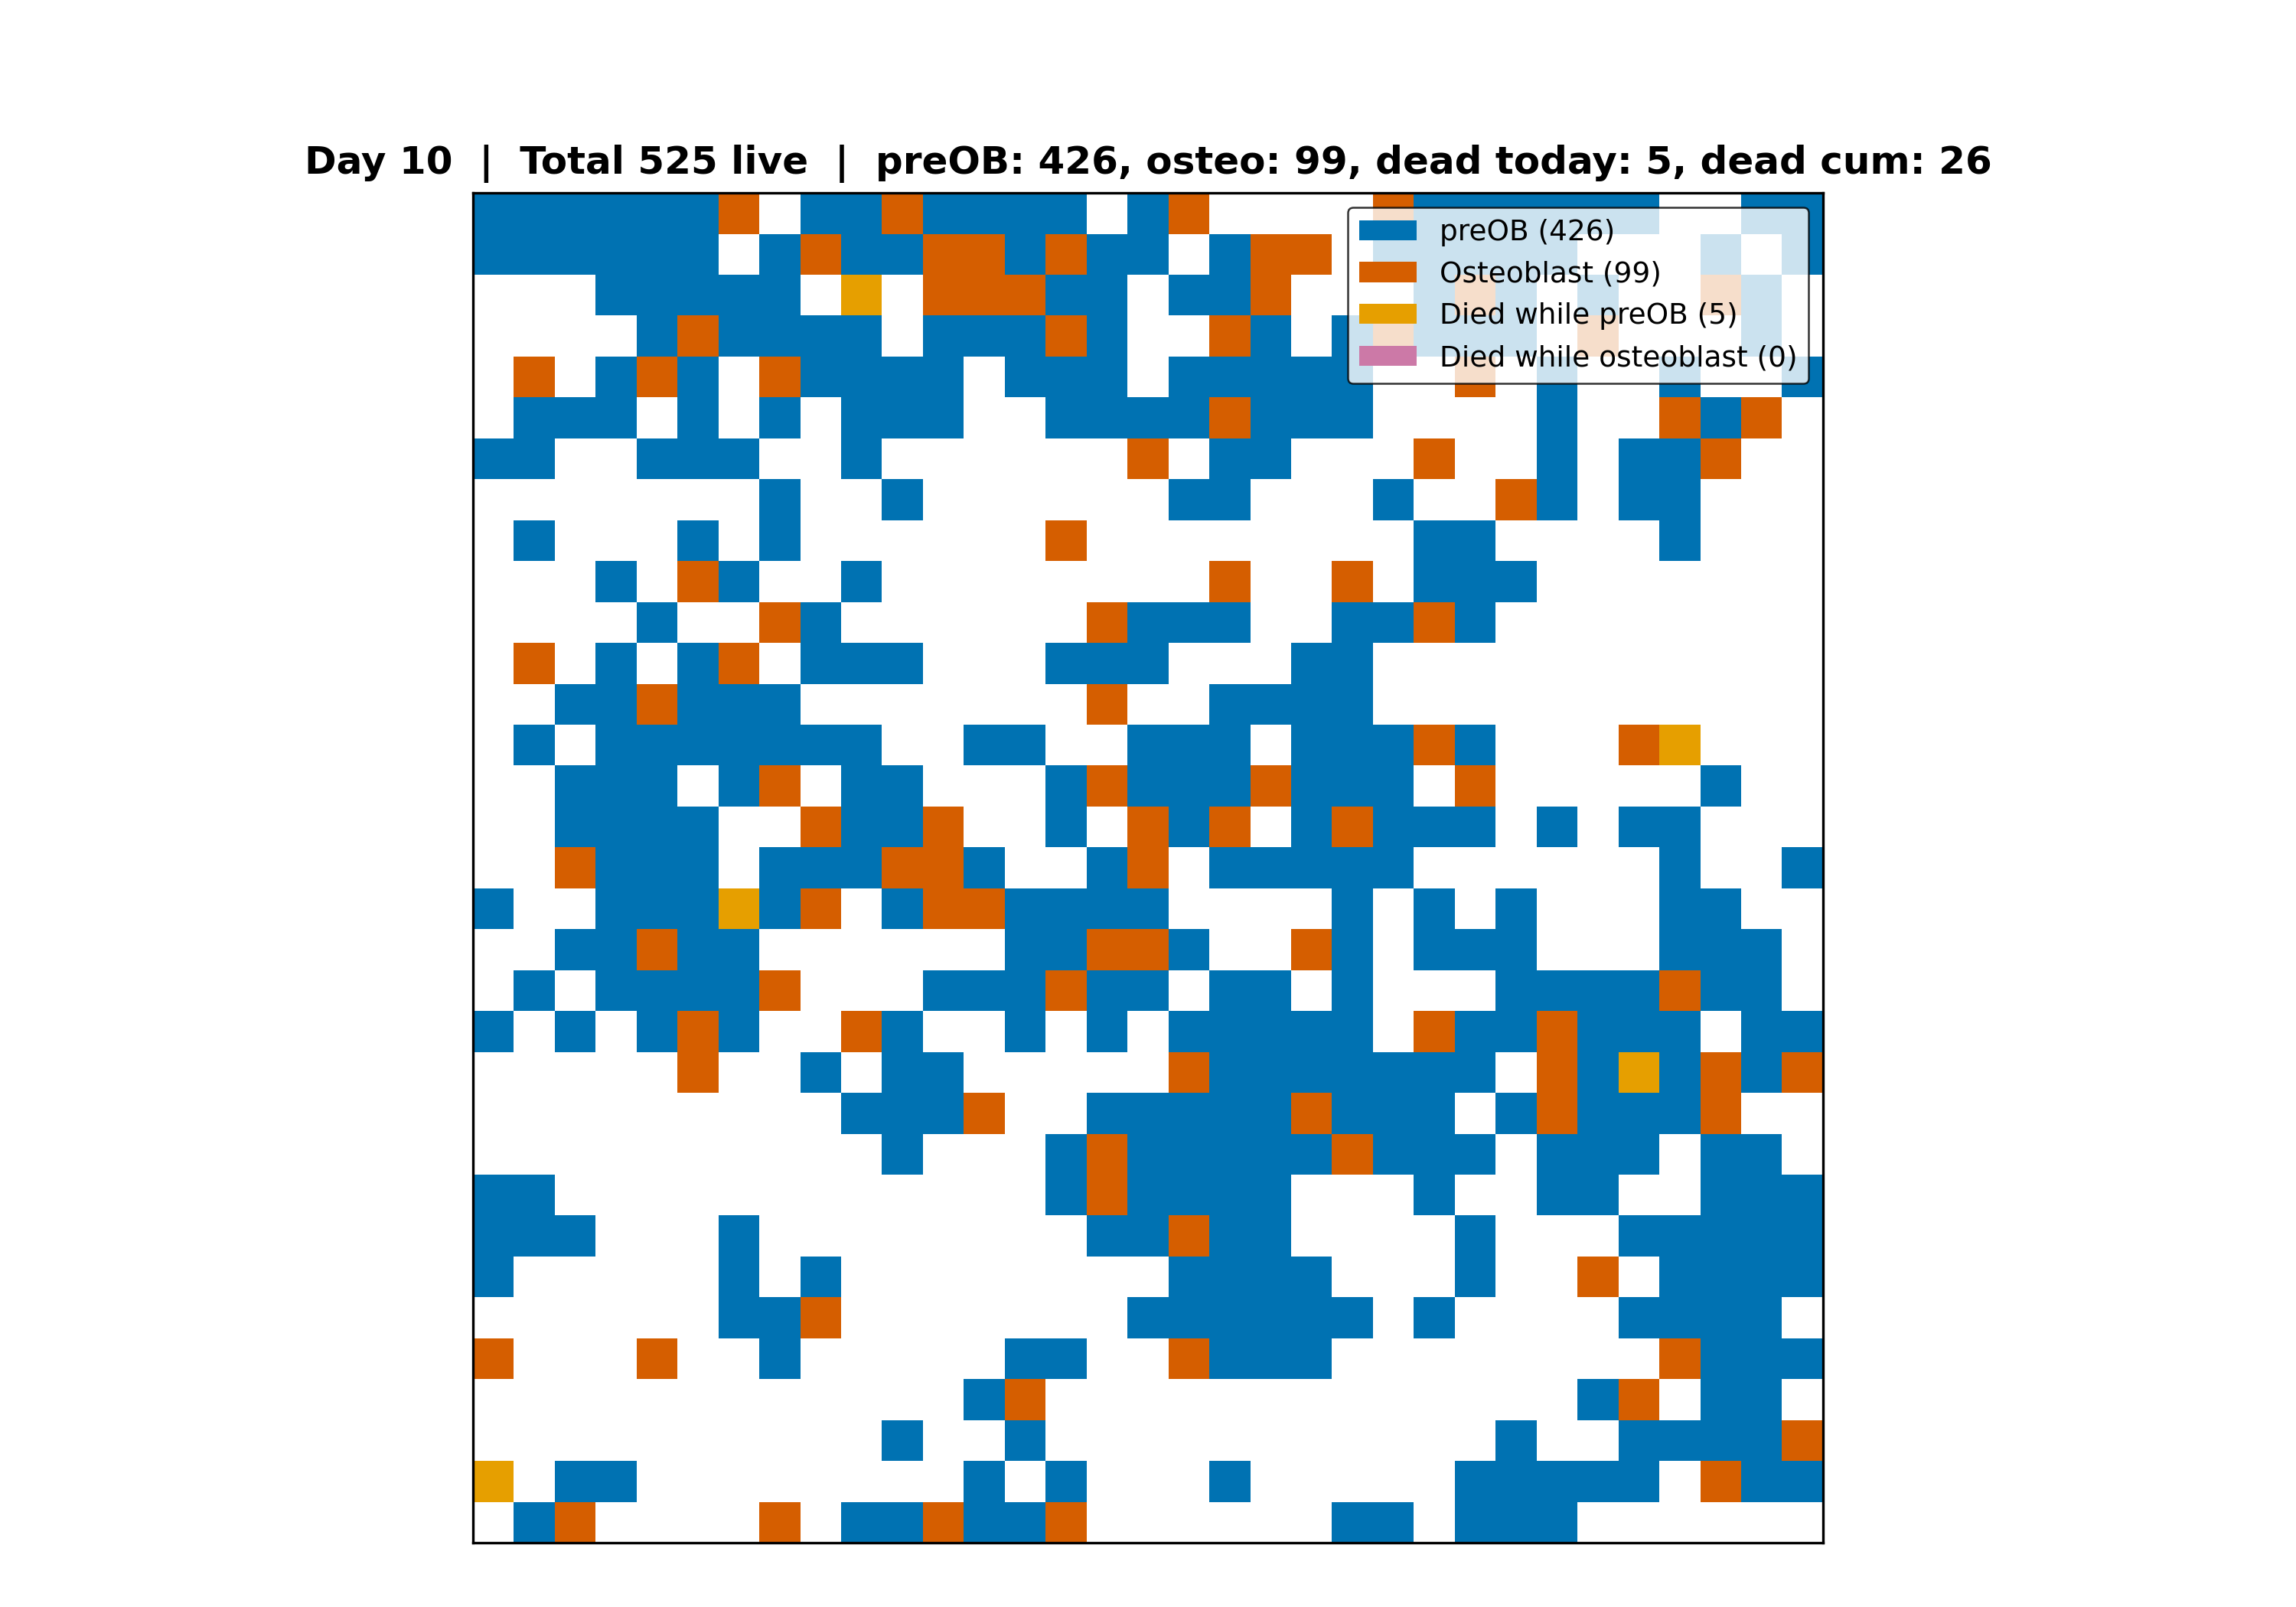 Day 10 | Total 525 live | preOB: 426, osteo: 99, dead today: 5, dead cum: 26
preOB (426)
Osteoblast (99)
Died while preOB (5)
Died while osteoblast (0)